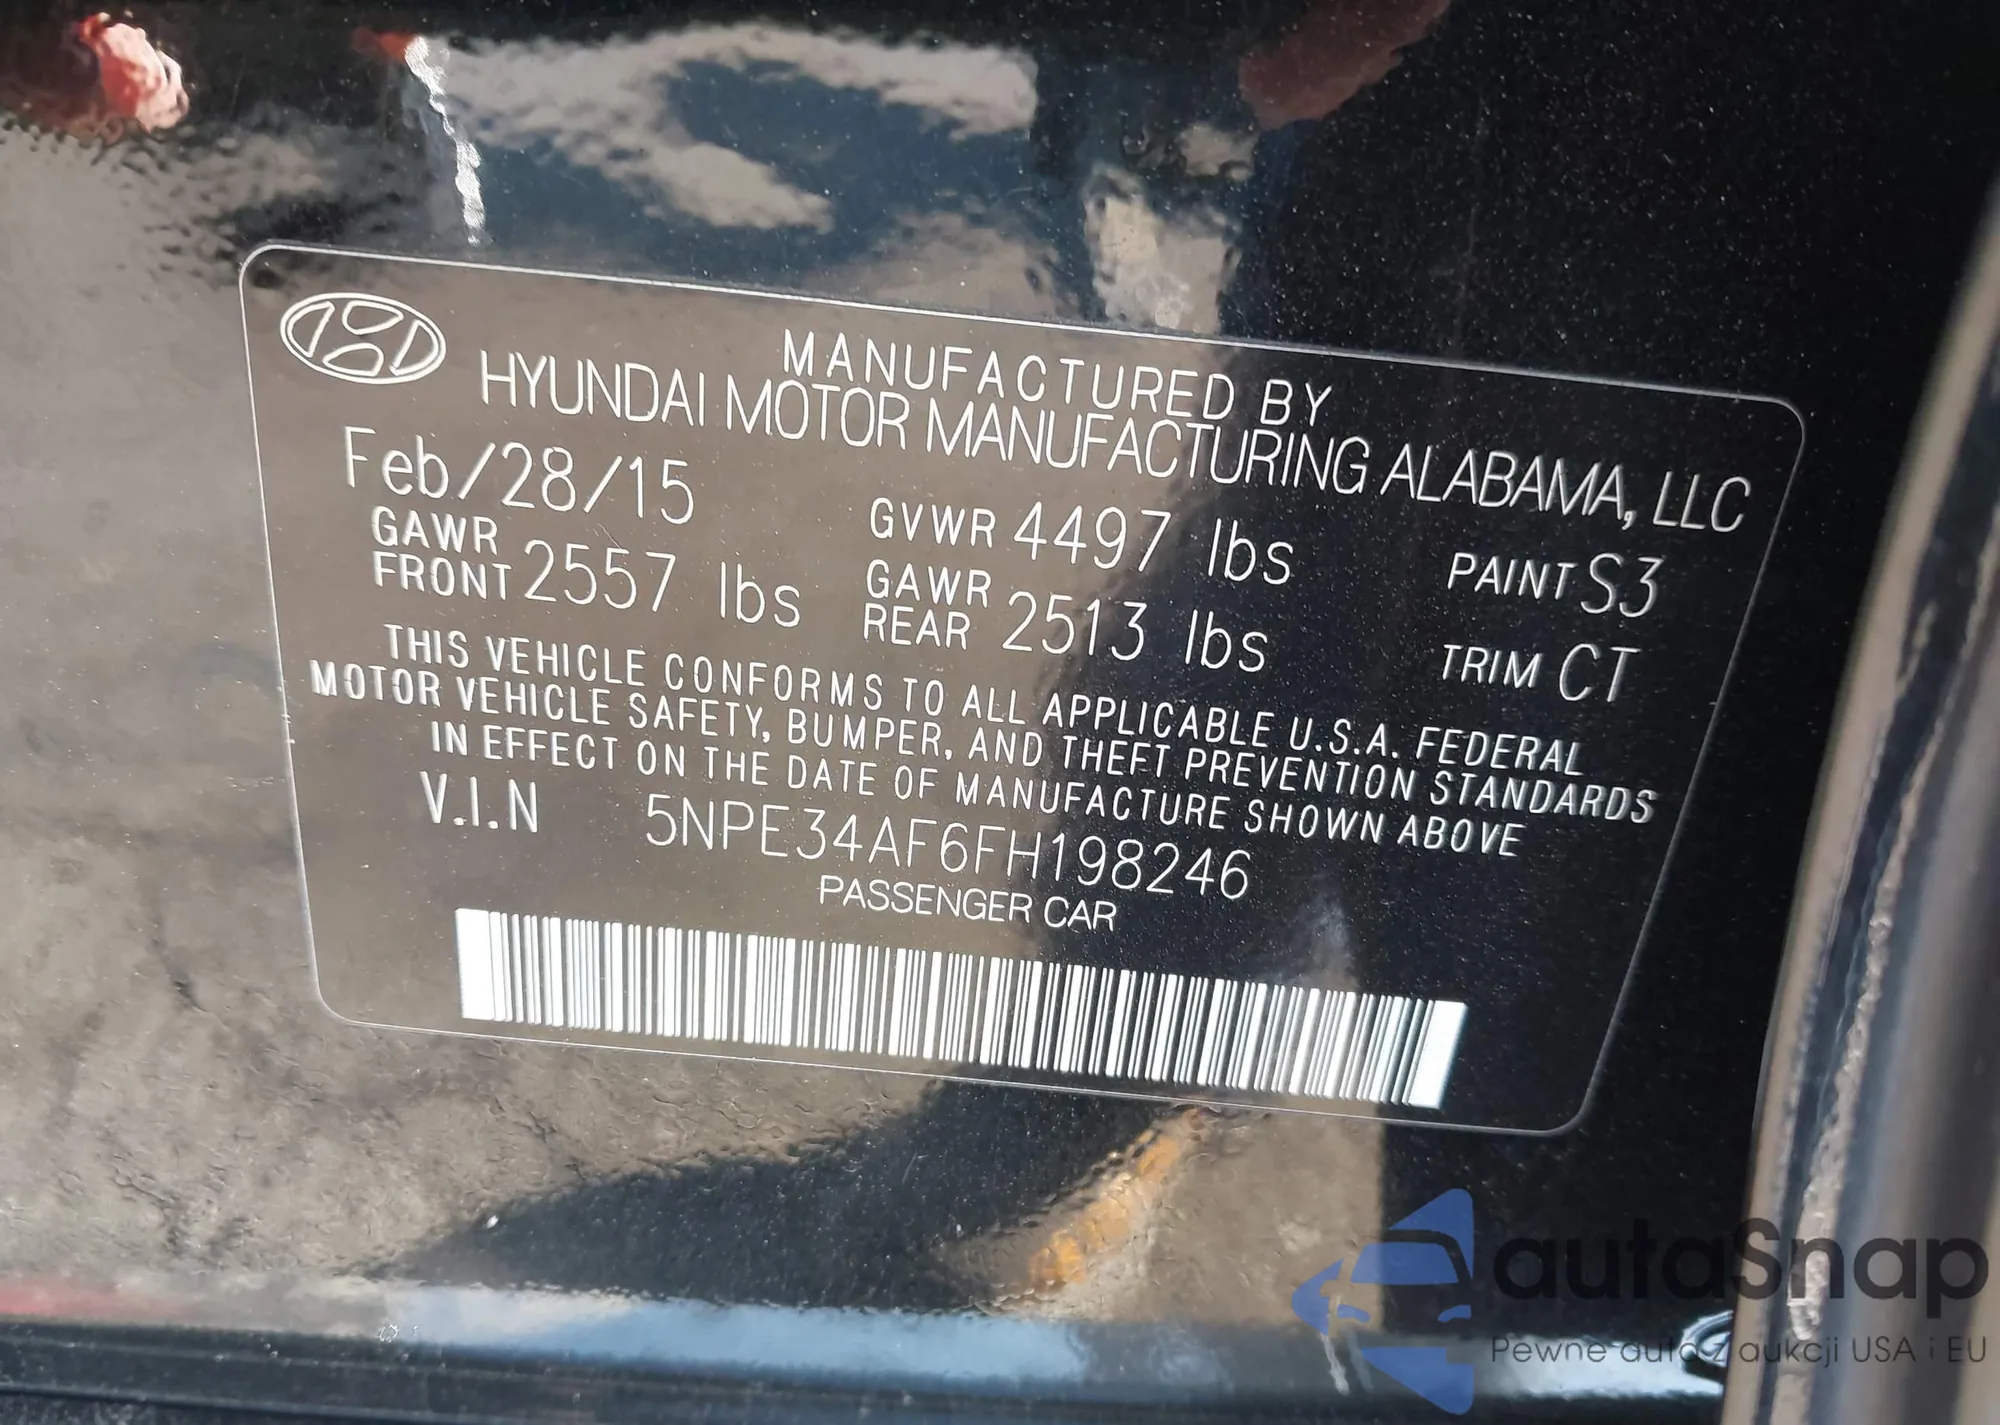 MANUFACTURED BY
HYUNDAI MOTOR MANUFACTURING ALABAMA, LLC
Feb/28/15 GVWR 4497 lbs PAINT S3
GAWR FRONT 2557 lbs GAWR REAR 2513 lbs TRIM CT
THIS VEHICLE CONFORMS TO ALL APPLICABLE U.S.A. FEDERAL
MOTOR VEHICLE SAFETY, BUMPER, AND THEFT PREVENTION STANDARDS
IN EFFECT ON THE DATE OF MANUFACTURE SHOWN ABOVE
V.I.N 5NPE34AF6FH198246
PASSENGER CAR
autaSnap
Pewne auta z aukcji USA i EU